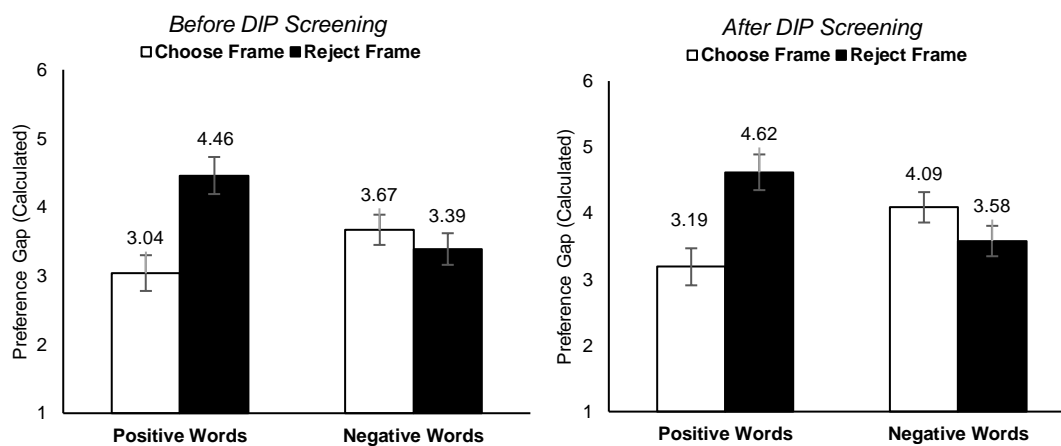 Before DIP Screening
Choose Frame Reject Frame
Preference Gap (Calculated)
6
5
4
3
2
1
3.04
4.46
3.67
3.39
Positive Words Negative Words
After DIP Screening
Choose Frame Reject Frame
Preference Gap (Calculated)
6
5
4
3
2
1
3.19
4.62
4.09
3.58
Positive Words Negative Words